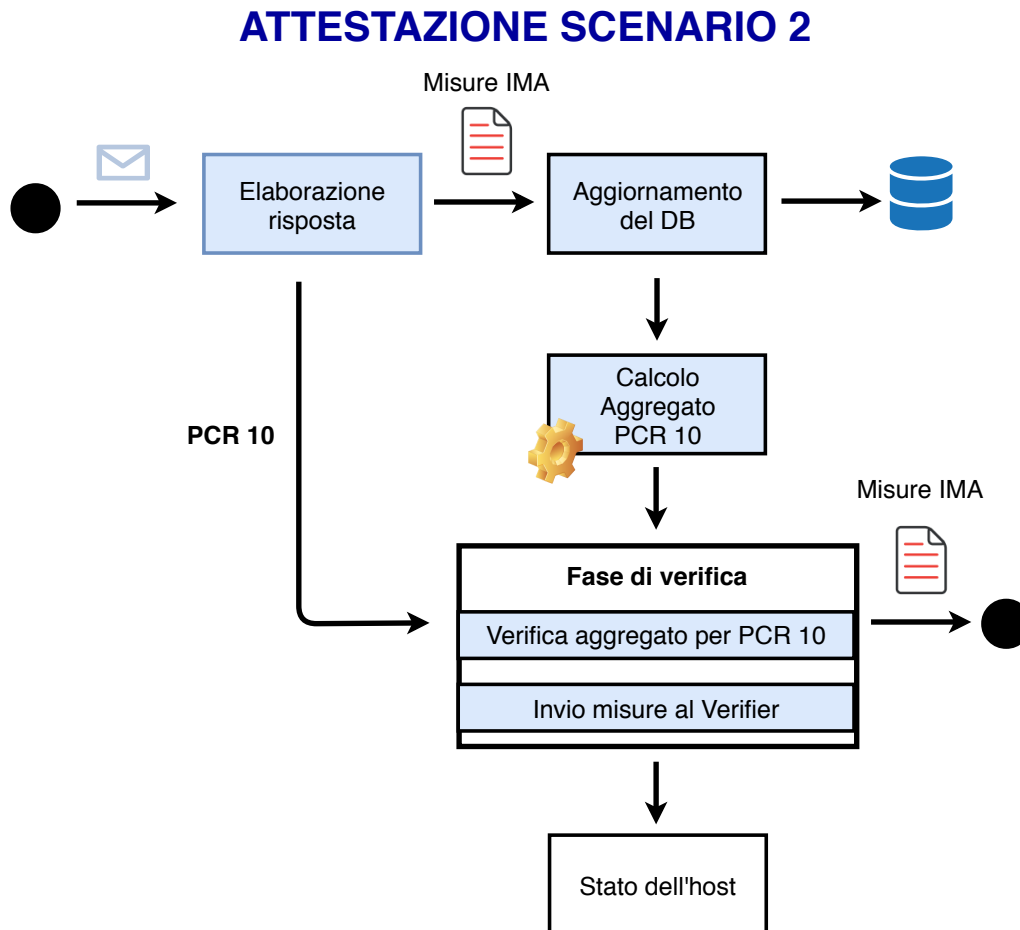 ATTESTAZIONE SCENARIO 2
Misure IMA
Elaborazione
risposta
Aggiornamento
del DB
Calcolo
Aggregato
PCR 10
PCR 10
Misure IMA
Fase di verifica
Verifica aggregato per PCR 10
Invio misure al Verifier
Stato dell'host